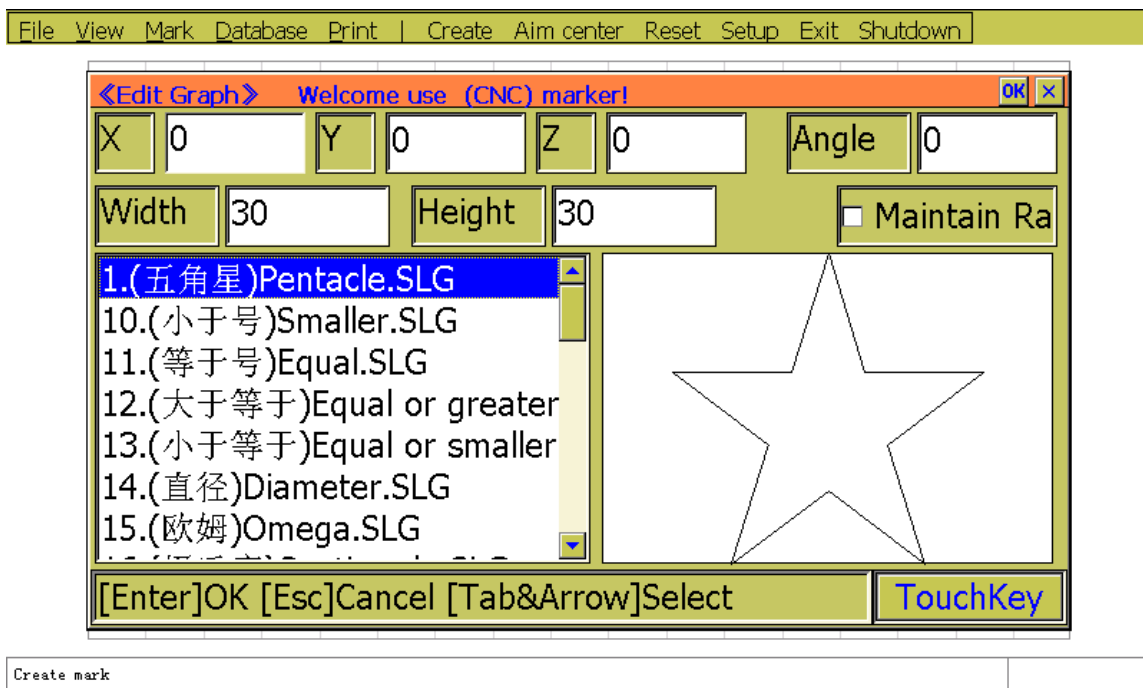 File View Mark Database Print | Create Aim center Reset Setup Exit Shutdown
《Edit Graph》 Welcome use (CNC) marker! OK ×
X 0 Y 0 Z 0 Angle 0
Width 30 Height 30 Maintain Ra
1.(五角星)Pentacle.SLG
10.(小于号)Smaller.SLG
11.(等于号)Equal.SLG
12.(大于等于)Equal or greater
13.(小于等于)Equal or smaller
14.(直径)Diameter.SLG
15.(欧姆)Omega.SLG
[Enter]OK [Esc]Cancel [Tab&Arrow]Select TouchKey
Create mark